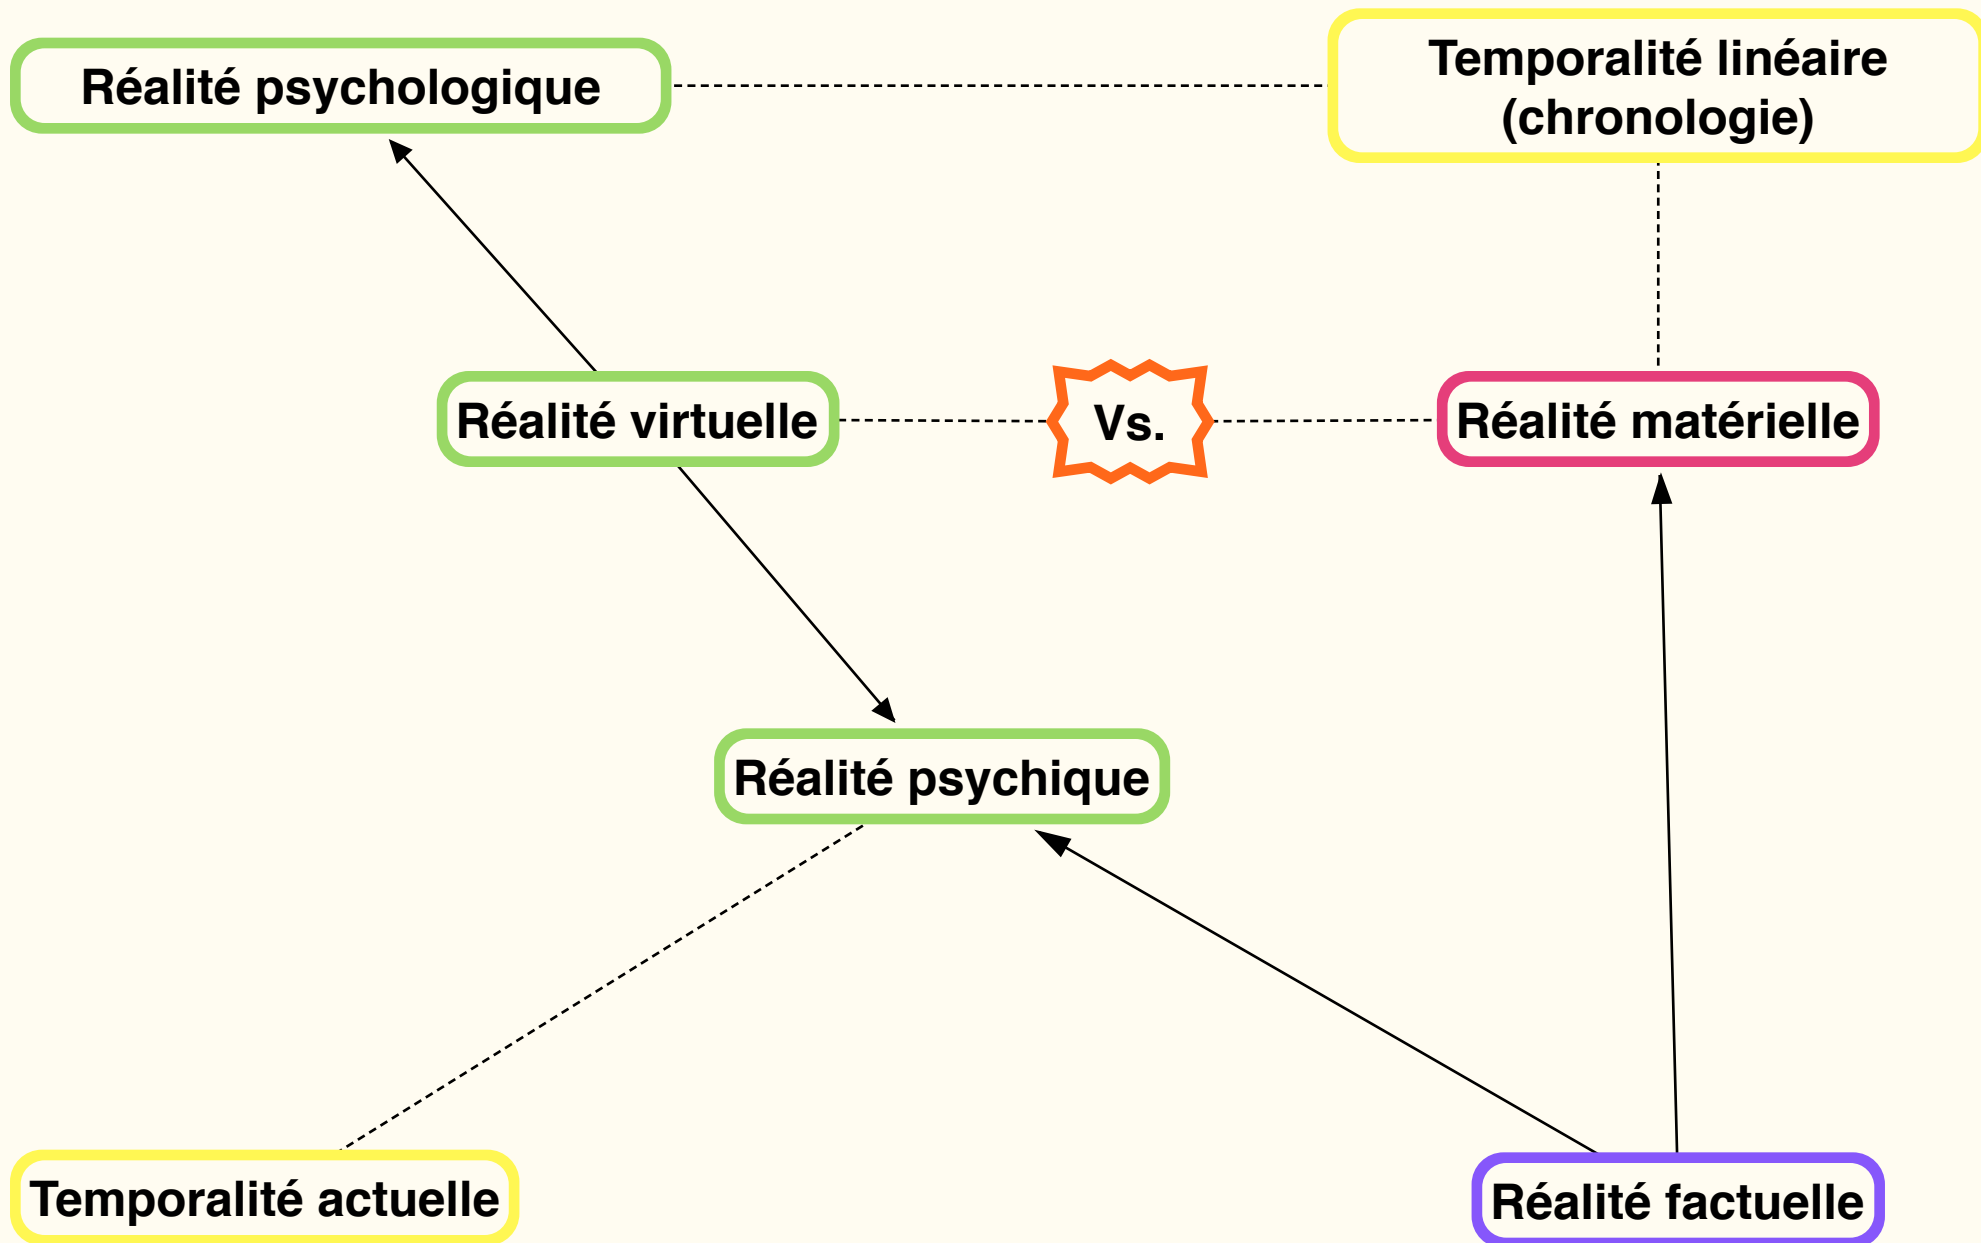 Réalité psychologique
Temporalité linéaire
(chronologie)
Réalité virtuelle
Vs.
Réalité matérielle
Réalité psychique
Temporalité actuelle
Réalité factuelle